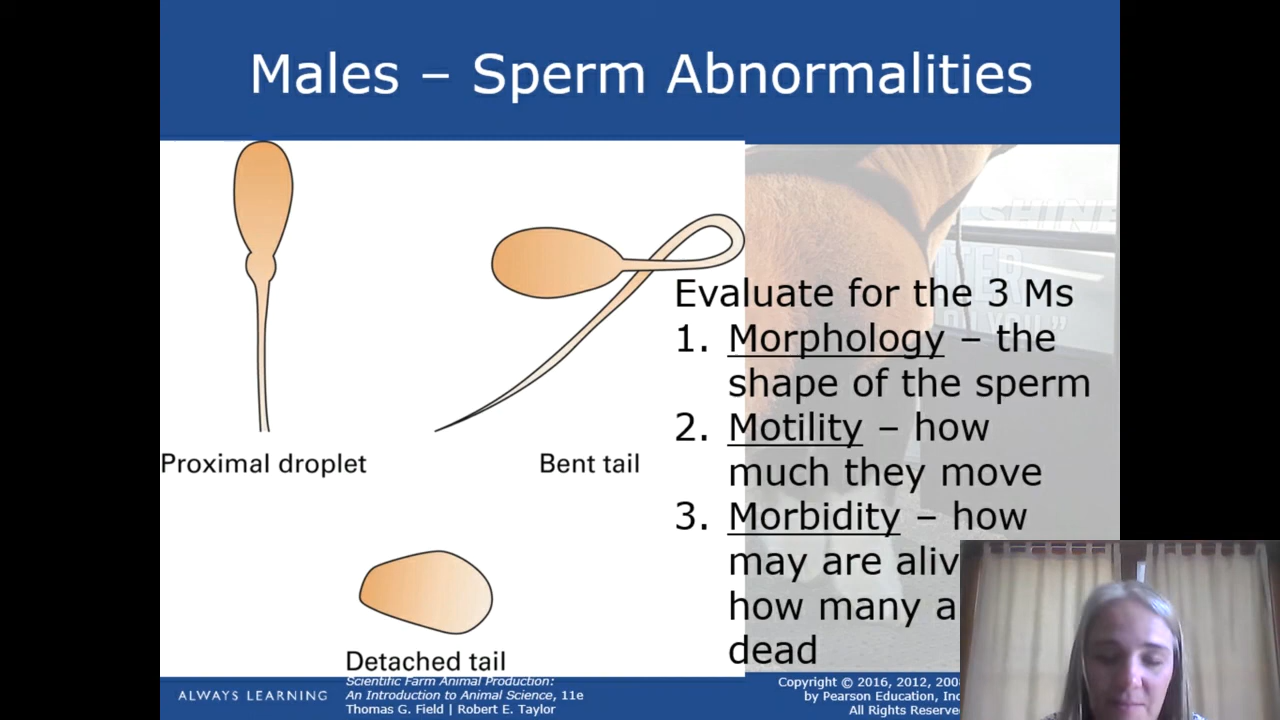 Males – Sperm Abnormalities
SHINE
Evaluate for the 3 Ms
1. Morphology – the
shape of the sperm
2. Motility – how
much they move
3. Morbidity – how
may are aliv
how many a
dead
Proximal droplet
Bent tail
Detached tail
ALWAYS LEARNING
Scientific Farm Animal Production:
An Introduction to Animal Science, 11e
Thomas G. Field | Robert E. Taylor
Copyright © 2016, 2012, 2008
by Pearson Education, Inc
All Rights Reserve